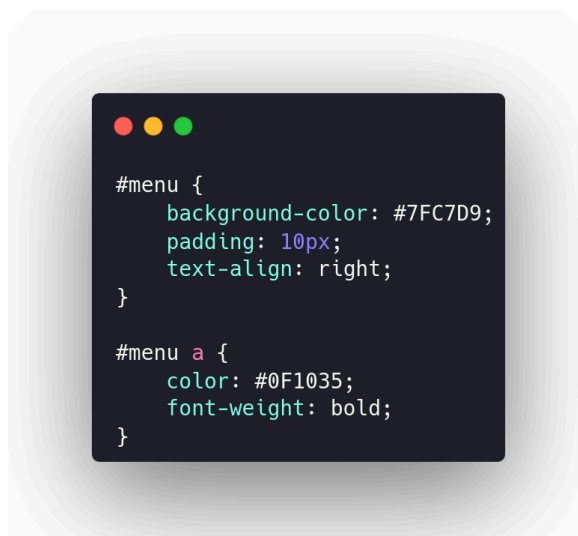 #menu {
    background-color: #7FC7D9;
    padding: 10px;
    text-align: right;
}

#menu a {
    color: #0F1035;
    font-weight: bold;
}